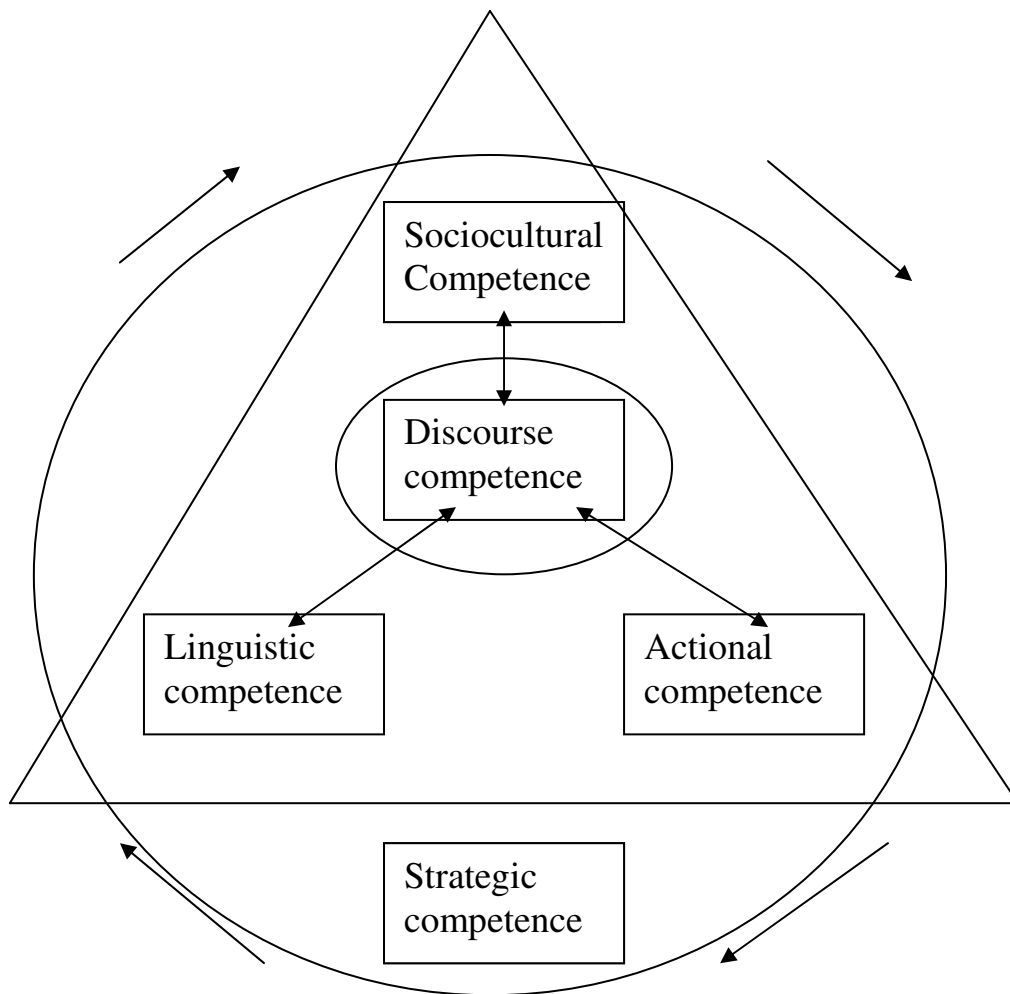 Sociocultural
Competence
Discourse
competence
Linguistic
competence
Actional
competence
Strategic
competence